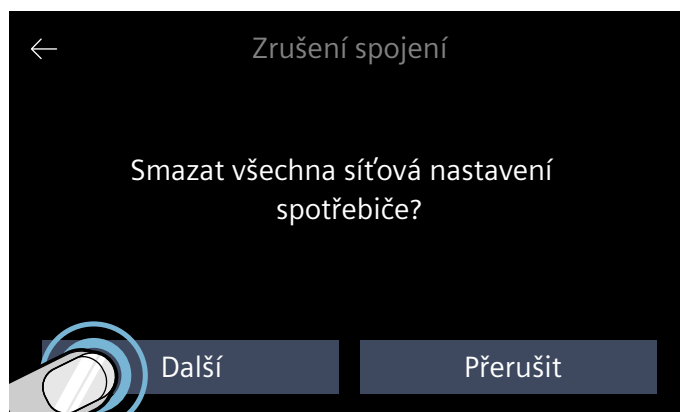 Zrušení spojení
Smazat všechna síťová nastavení
spotřebiče?
Další
Přerušit